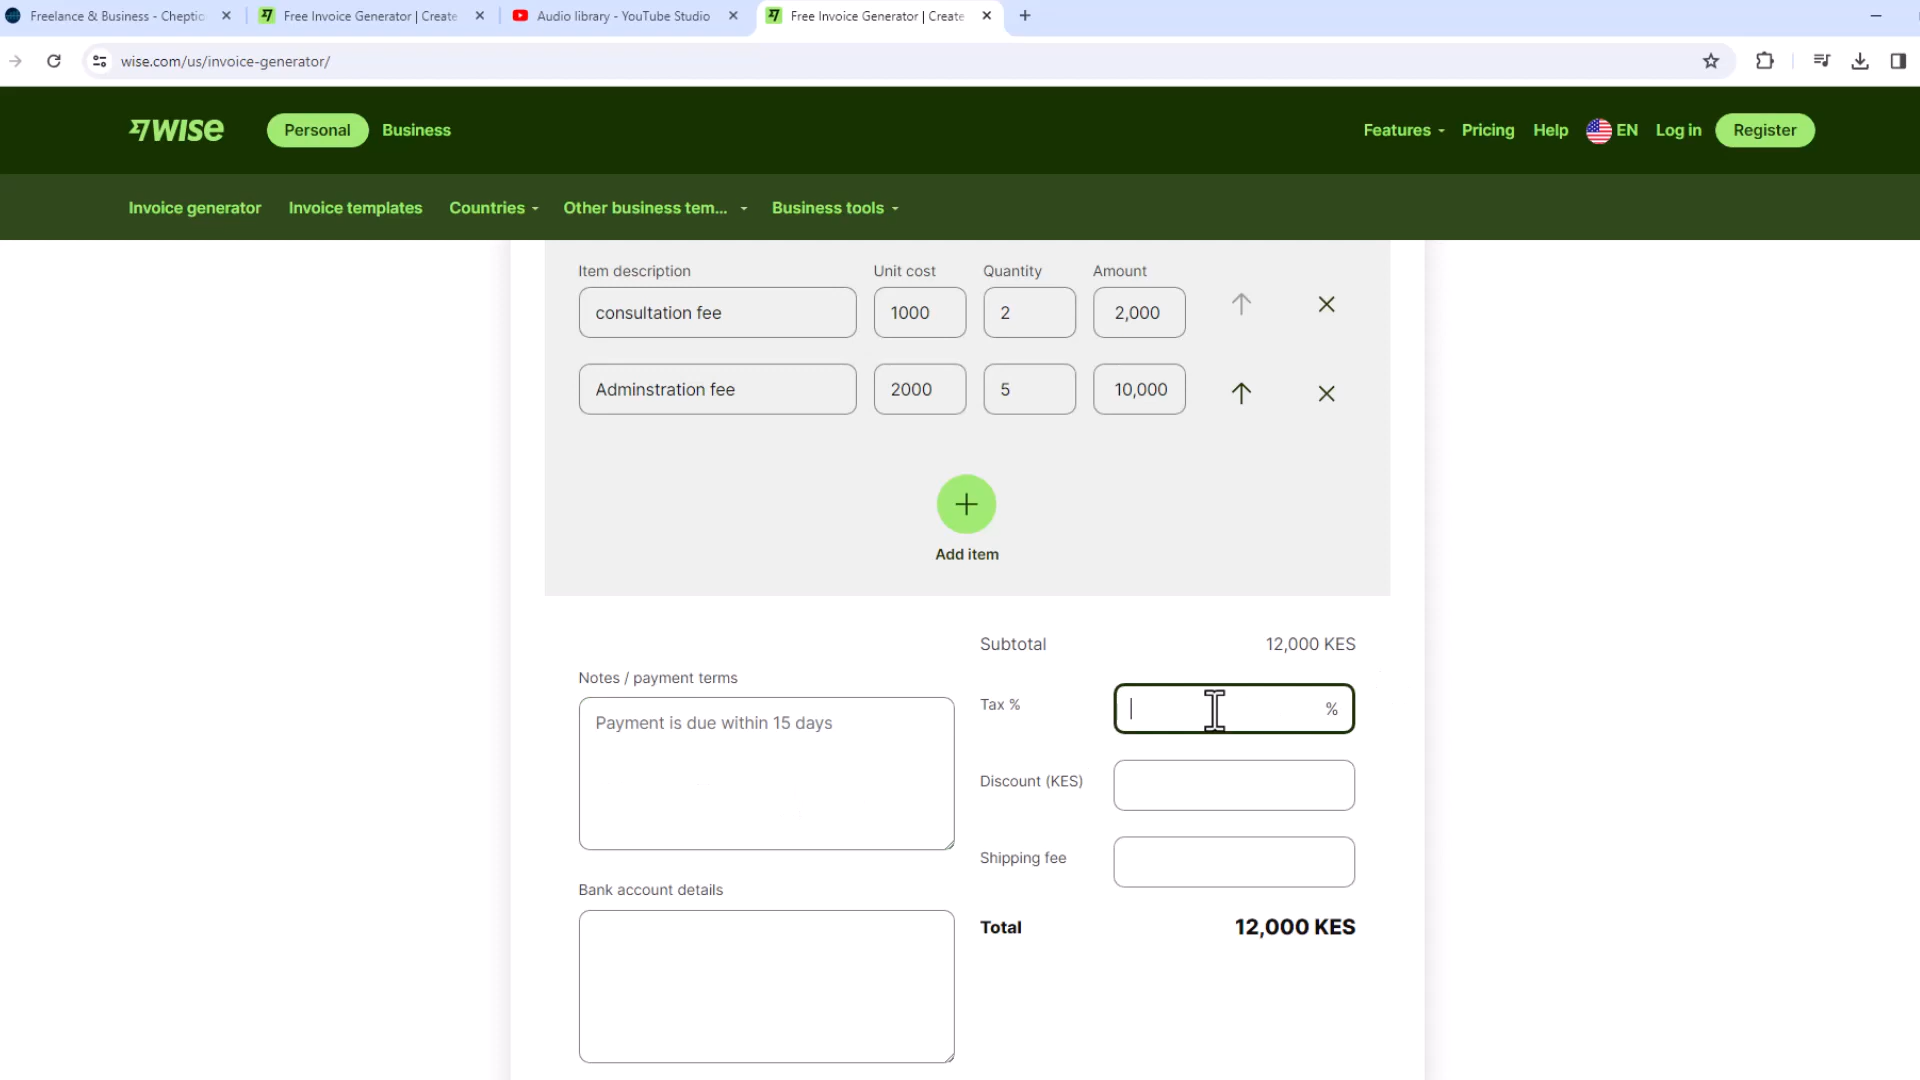 Freelance & Business - Cheptic
Free Invoice Generator | Create
Audio library - YouTube Studio
Free Invoice Generator | Create
wise.com/us/invoice-generator/
WISE
Personal
Business
Features
Pricing
Help
EN
Log in
Register
Invoice generator
Invoice templates
Countries
Other business tem...
Business tools
Item description
Unit cost
Quantity
Amount
consultation fee
1000
2
2,000
Adminstration fee
2000
5
10,000
Add item
Subtotal
12,000 KES
Notes / payment terms
Payment is due within 15 days
Tax %
%
Discount (KES)
Shipping fee
Bank account details
Total
12,000 KES